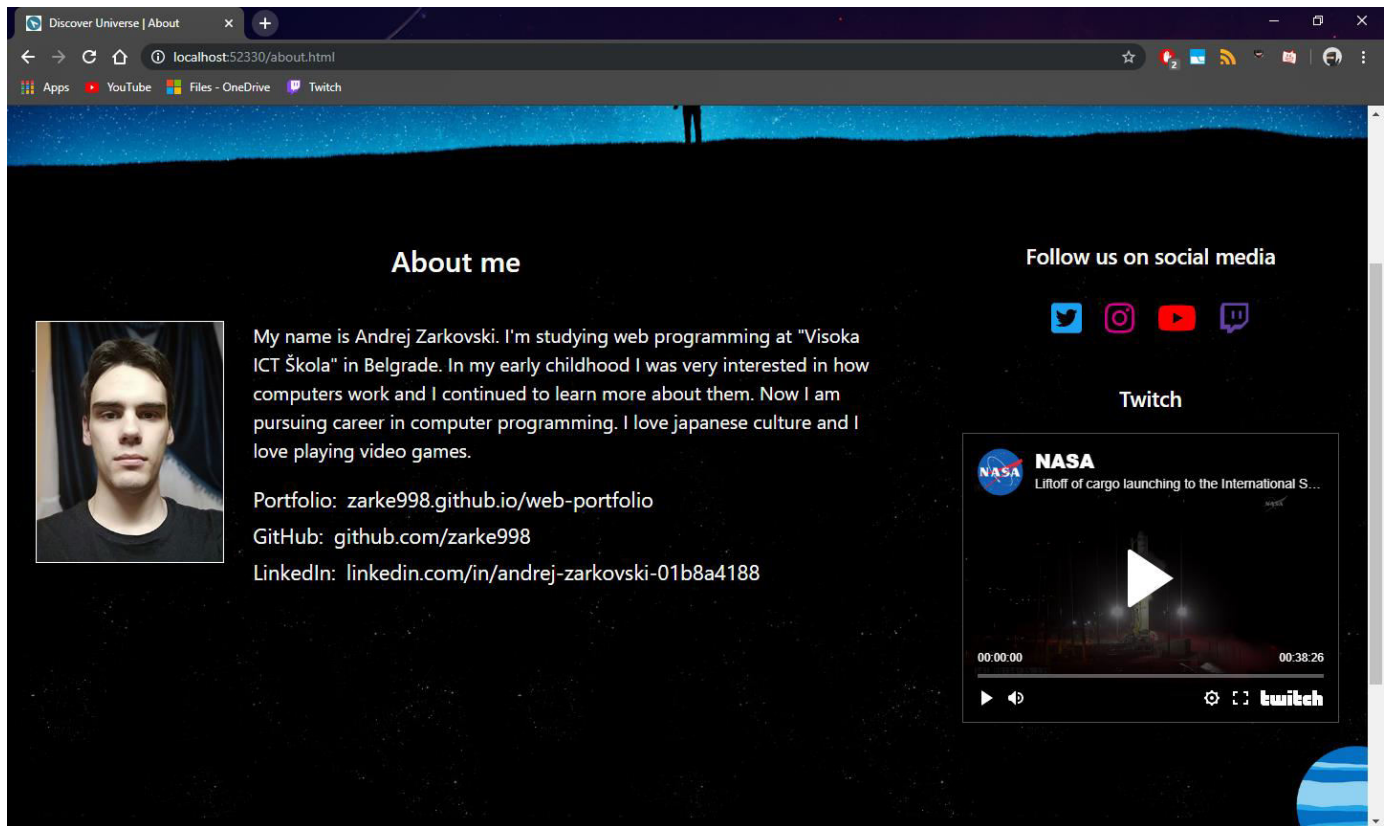 Discover Universe | About
localhost:52330/about.html
2
Apps YouTube Files - OneDrive Twitch
About me
My name is Andrej Zarkovski. I'm studying web programming at "Visoka
ICT Škola" in Belgrade. In my early childhood I was very interested in how
computers work and I continued to learn more about them. Now I am
pursuing career in computer programming. I love japanese culture and I
love playing video games.
Portfolio: zarke998.github.io/web-portfolio
GitHub: github.com/zarke998
LinkedIn: linkedin.com/in/andrej-zarkovski-01b8a4188
Follow us on social media
Twitch
NASA
NASA
Liftoff of cargo launching to the International S...
NASA
00:00:00 00:38:26
twitch